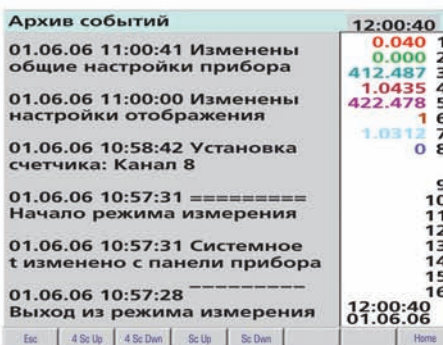 Архив событий
12:00:40
01.06.06 11:00:41 Изменены
общие настройки прибора
01.06.06 11:00:00 Изменены
настройки отображения
01.06.06 10:58:42 Установка
счетчика: Канал 8
01.06.06 10:57:31 =========
Начало режима измерения
01.06.06 10:57:31 Системное
t изменено с панели прибора
01.06.06 10:57:28 _________
Выход из режима измерения
0.040 1
0.000 2
412.487 3
1.0435 4
422.478 5
1 6
1.0312 7
0 8
9
10
11
12
13
14
15
16
12:00:40
01.06.06
Esc 4 Sc Up 4 Sc Dwn Sc Up Sc Dwn Home